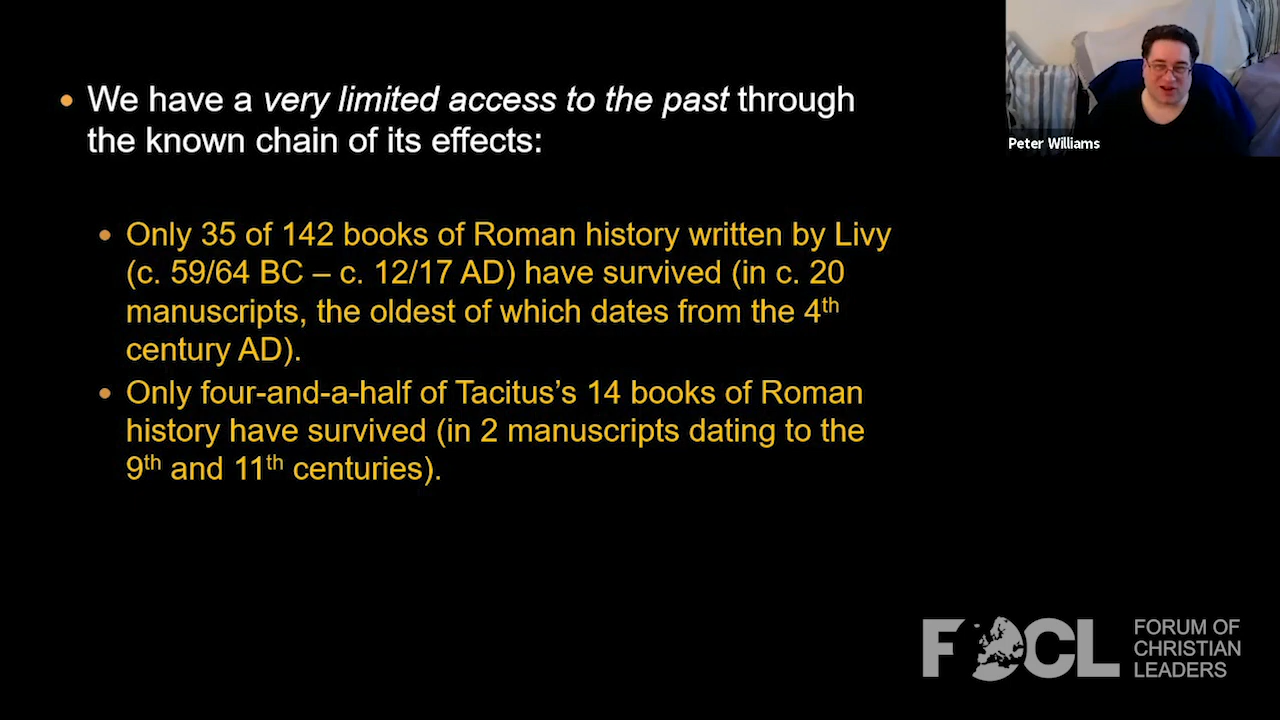 • We have a very limited access to the past through
the known chain of its effects:
• Only 35 of 142 books of Roman history written by Livy
(c. 59/64 BC – c. 12/17 AD) have survived (in c. 20
manuscripts, the oldest of which dates from the 4th
century AD).
• Only four-and-a-half of Tacitus’s 14 books of Roman
history have survived (in 2 manuscripts dating to the
9th and 11th centuries).
Peter Williams
FOCL
FORUM OF
CHRISTIAN
LEADERS